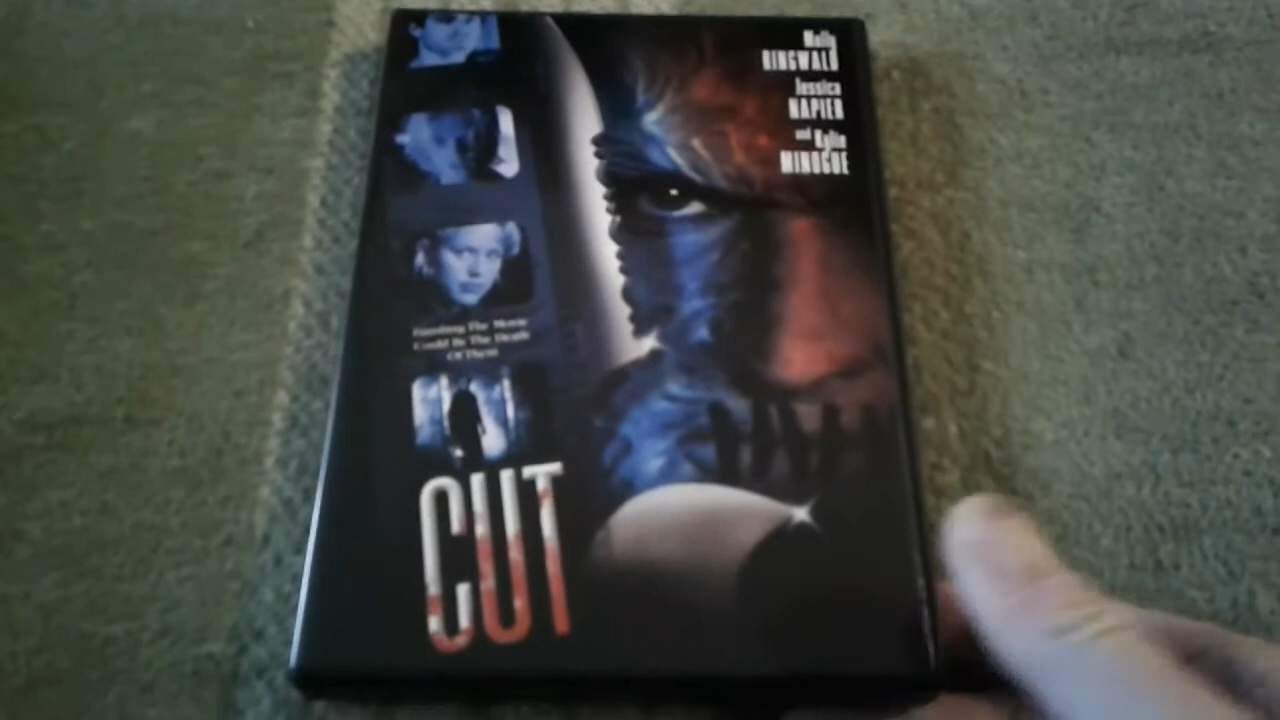 Molly
RINGWALD
Jessica
NAPIER
and Kylie
MINOGUE
Finishing The Movie
Could Be The Death
Of Them
CUT